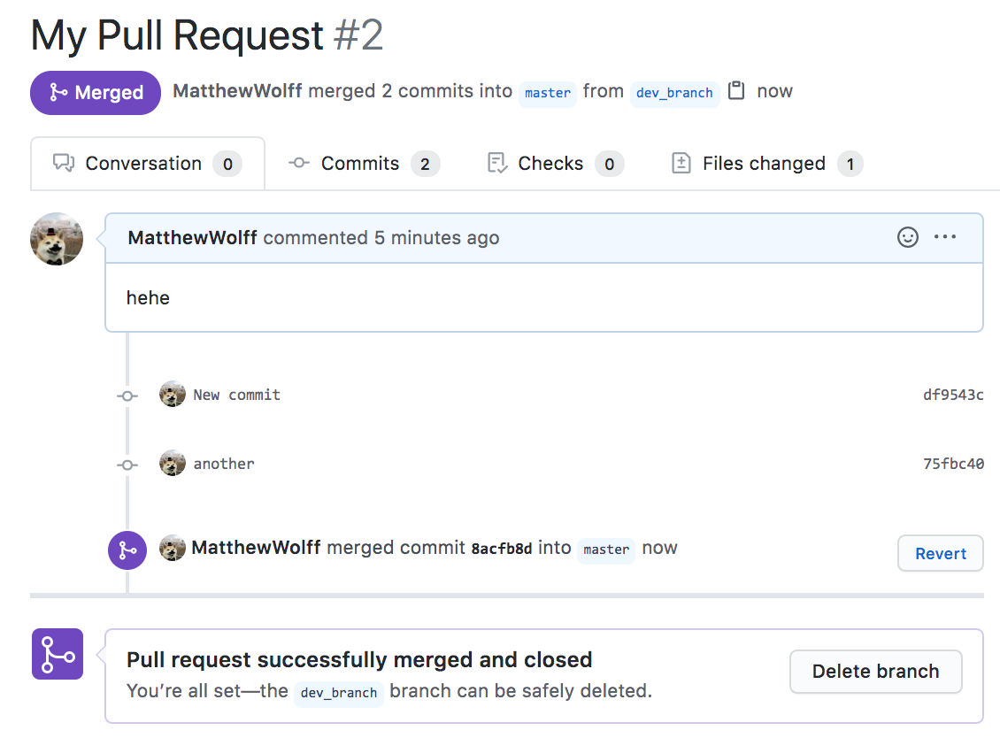 My Pull Request #2
Merged MatthewWolff merged 2 commits into master from dev_branch now
Conversation 0 Commits 2 Checks 0 Files changed 1
MatthewWolff commented 5 minutes ago
hehe
New commit df9543c
another 75fbc40
MatthewWolff merged commit 8acfb8d into master now Revert
Pull request successfully merged and closed
You’re all set—the dev_branch branch can be safely deleted.
Delete branch